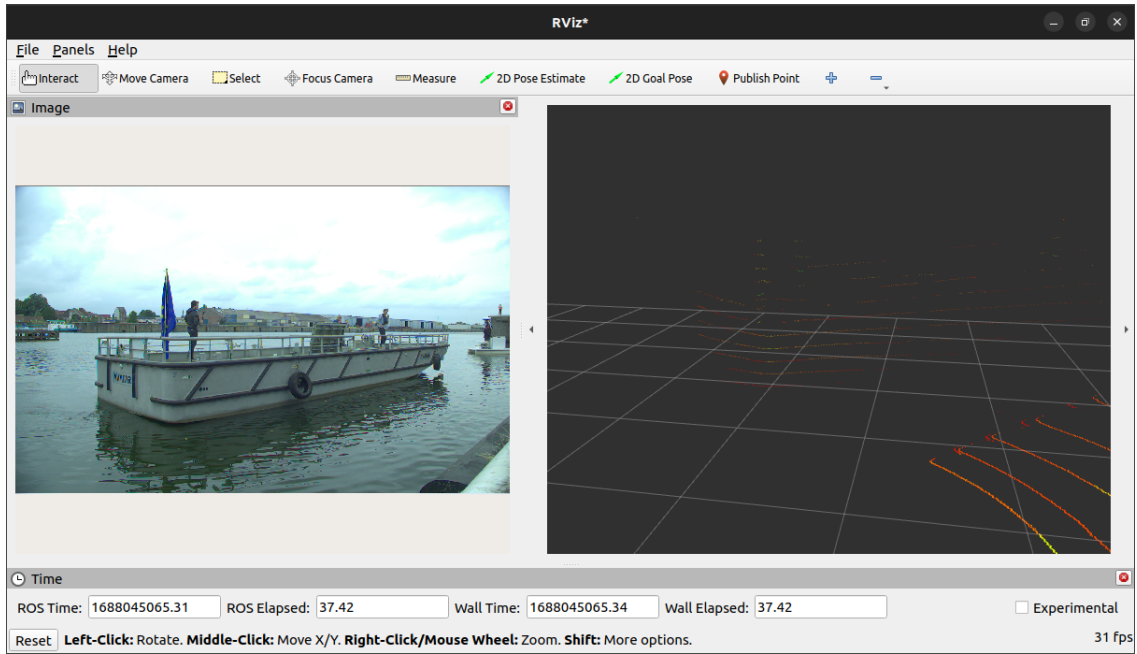 RViz*
File Panels Help
Interact Move Camera Select Focus Camera Measure 2D Pose Estimate 2D Goal Pose Publish Point
Image
Time
ROS Time: 1688045065.31 ROS Elapsed: 37.42 Wall Time: 1688045065.34 Wall Elapsed: 37.42 Experimental
Reset Left-Click: Rotate. Middle-Click: Move X/Y. Right-Click/Mouse Wheel: Zoom. Shift: More options. 31 fps